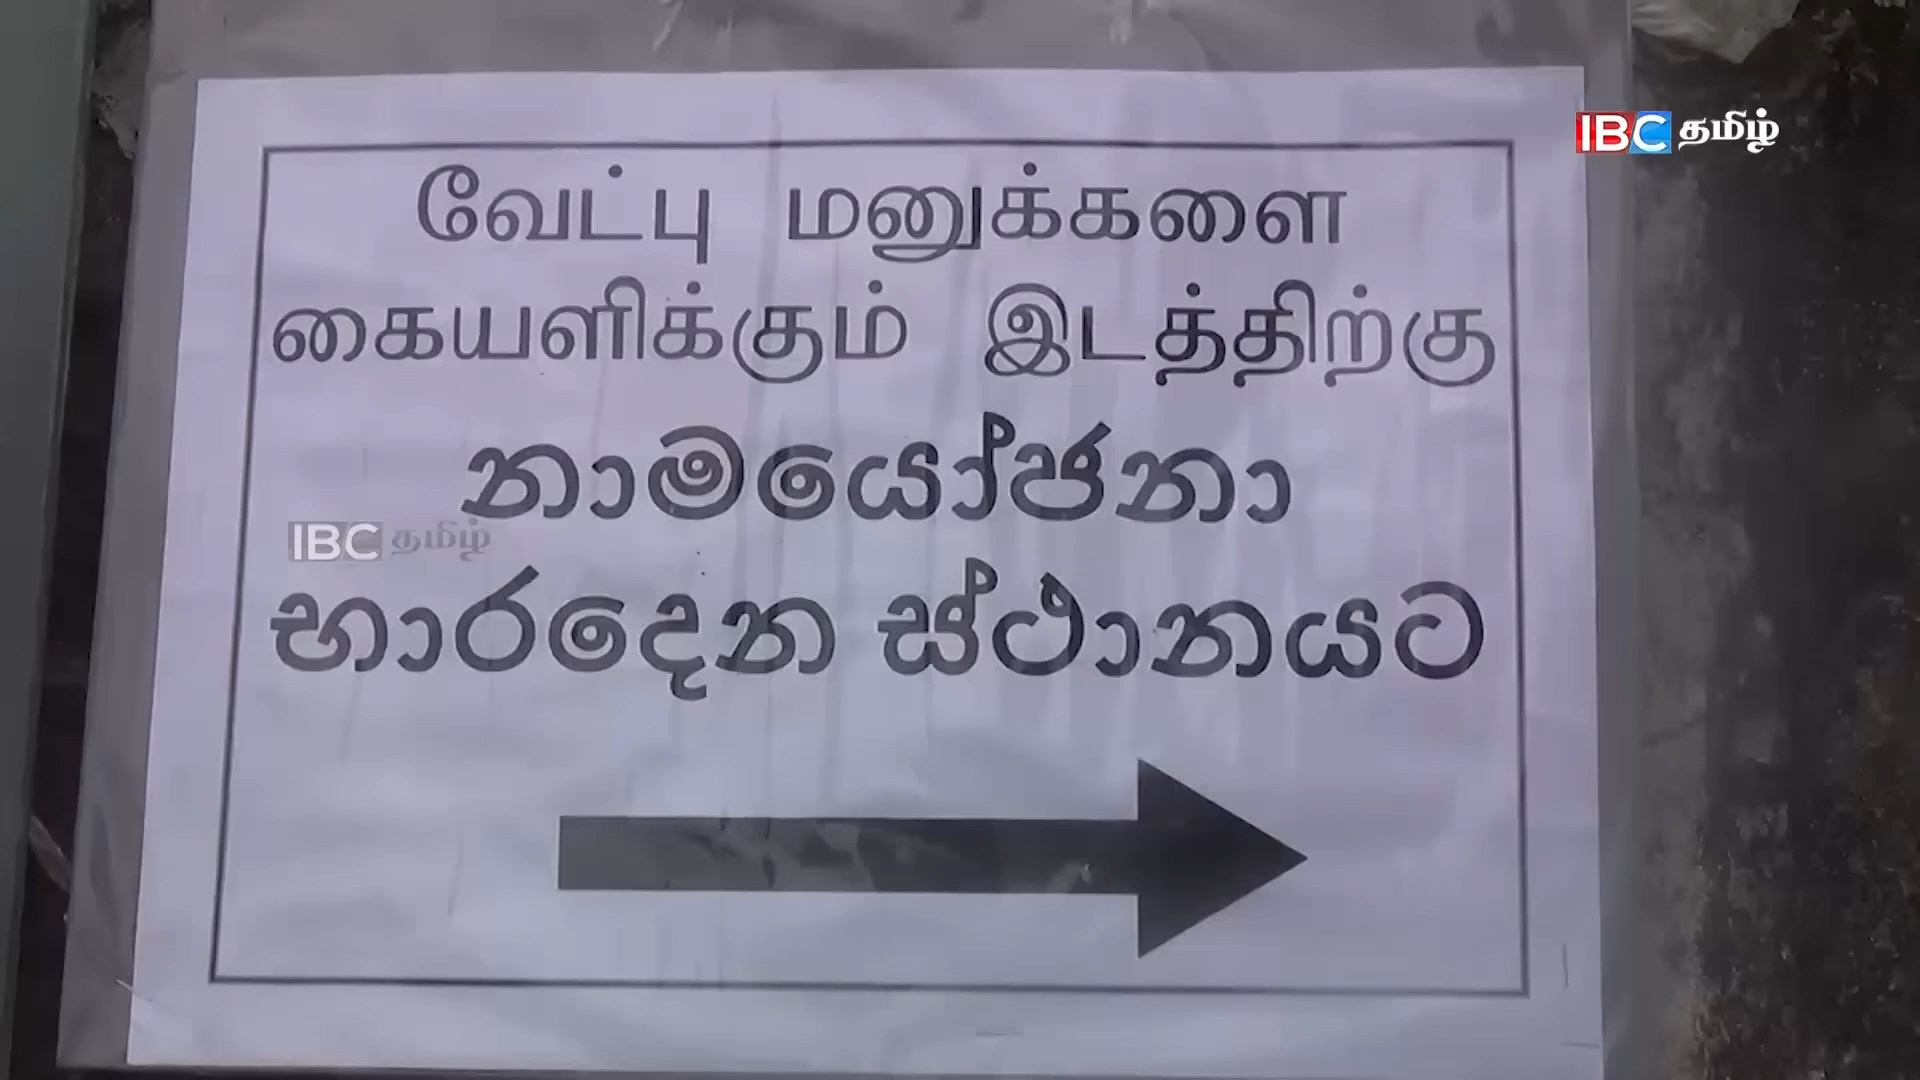 IBC தமிழ்
வேட்பு மனுக்களை
கையளிக்கும் இடத்திற்கு
නාමයෝජනා
IBC தமிழ்
භාරදෙන ස්ථානයට